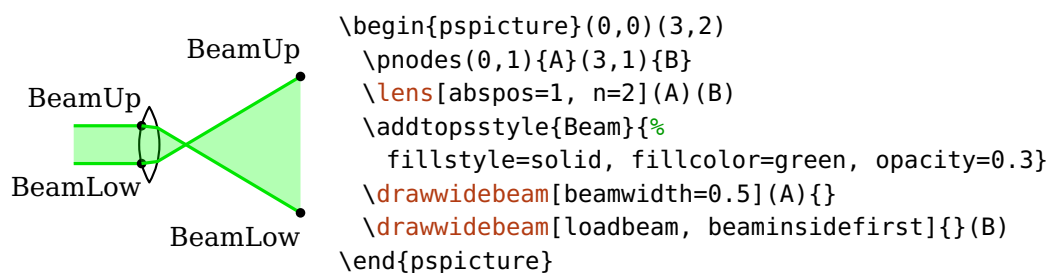 BeamUp
BeamUp
BeamLow
BeamLow
\begin{pspicture}(0,0)(3,2)
  \pnodes(0,1){A}(3,1){B}
  \lens[abspos=1, n=2](A)(B)
  \addtopsstyle{Beam}{%
    fillstyle=solid, fillcolor=green, opacity=0.3}
  \drawwidebeam[beamwidth=0.5](A){}
  \drawwidebeam[loadbeam, beaminsidefirst]{}(B)
\end{pspicture}